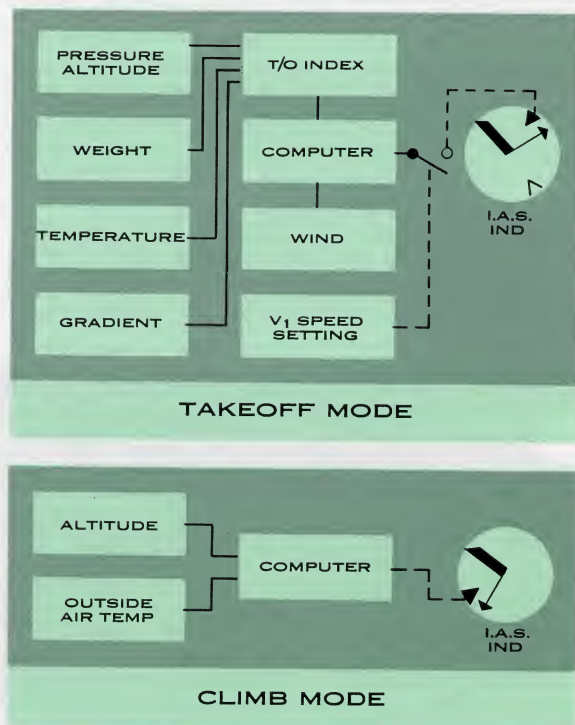 PRESSURE
ALTITUDE
T/O INDEX
WEIGHT
COMPUTER
I.A.S.
IND
TEMPERATURE
WIND
GRADIENT
V₁ SPEED
SETTING
TAKEOFF MODE
ALTITUDE
COMPUTER
OUTSIDE
AIR TEMP
I.A.S.
IND
CLIMB MODE